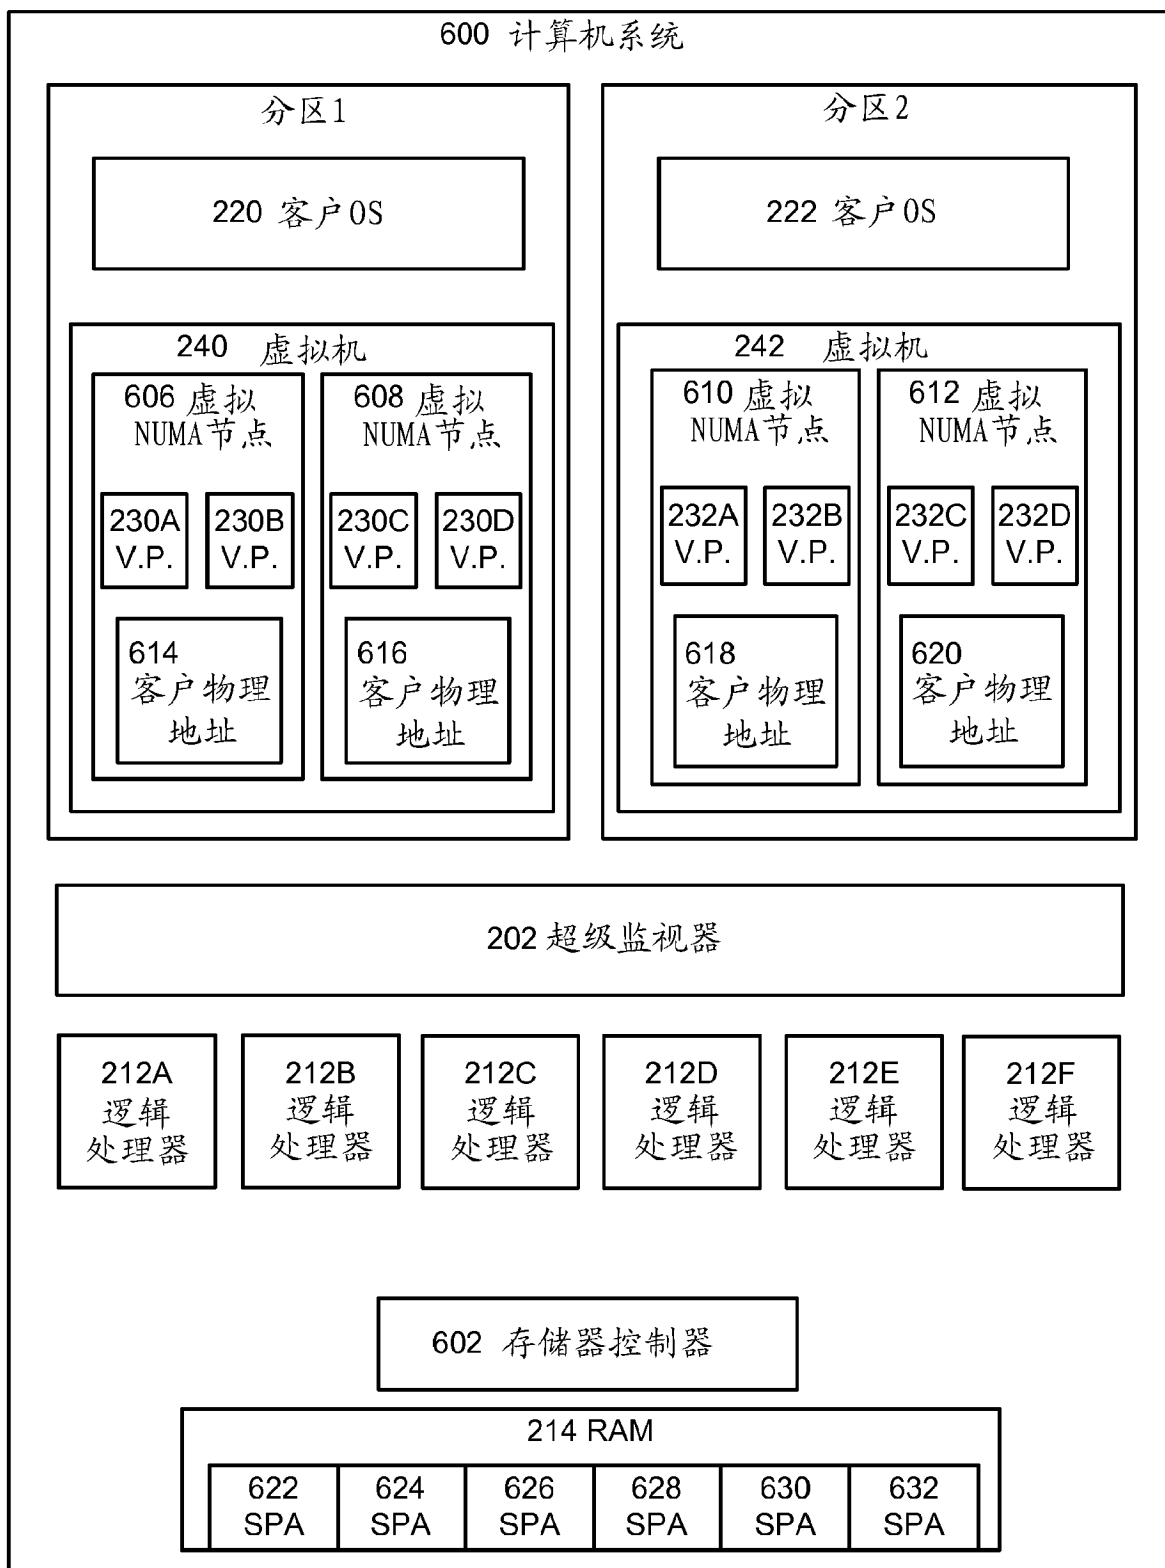 600 计算机系统
分区1
220 客户OS
240 虚拟机
606 虚拟
NUMA节点
230A
V.P.
230B
V.P.
614
客户物理
地址
608 虚拟
NUMA节点
230C
V.P.
230D
V.P.
616
客户物理
地址
分区2
222 客户OS
242 虚拟机
610 虚拟
NUMA节点
232A
V.P.
232B
V.P.
618
客户物理
地址
612 虚拟
NUMA节点
232C
V.P.
232D
V.P.
620
客户物理
地址
202 超级监视器
212A
逻辑
处理器
212B
逻辑
处理器
212C
逻辑
处理器
212D
逻辑
处理器
212E
逻辑
处理器
212F
逻辑
处理器
602 存储器控制器
214 RAM
622
SPA
624
SPA
626
SPA
628
SPA
630
SPA
632
SPA